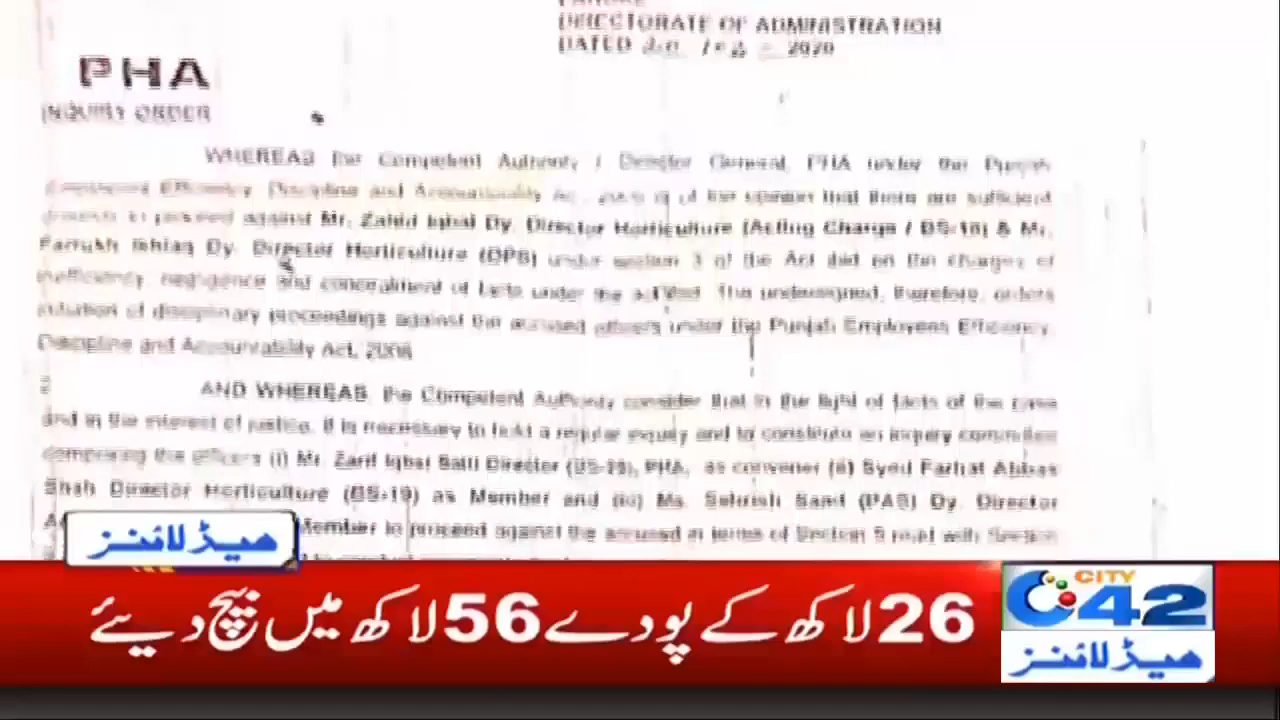 DIRECTORATE OF ADMINISTRATION
DATED 2020
PHA
INQUIRY ORDER
WHEREAS the Competent Authority / Director General, PHA under the Punjab
Employees Efficiency, Discipline and Accountability Act, is of the opinion that there are sufficient
grounds to proceed against Mr. Zahid Iqbal Dy. Director Horticulture (Acting Charge / BS-18) & Mr.
Farrukh Ishtiaq Dy. Director Horticulture (OPS) under section 3 of the Act ibid on the charges of
inefficiency, negligence and concealment of facts under the The undersigned, therefore, orders
initiation of disciplinary proceedings against the accused officers under the Punjab Employees Efficiency,
Discipline and Accountability Act, 2006
2 AND WHEREAS, the Competent Authority consider that in the light of facts of the case
and in the interest of justice, it is necessary to hold a regular inquiry and to constitute an inquiry committee
comprising the officers (i) Mr. Zarif Iqbal Satti Director (BS-19), PHA, as convener (ii) Syed Farhat Abbas
Shah Director Horticulture (BS-19) as Member and (iii) Ms. Sehrish Saad (PAS) Dy. Director
Member to proceed against the accused in terms of Section 5 read with Section
ہیڈلائنز
26 لاکھ کے پودے 56 لاکھ میں بیچ دیئے
CITY
42
ہیڈلائنز